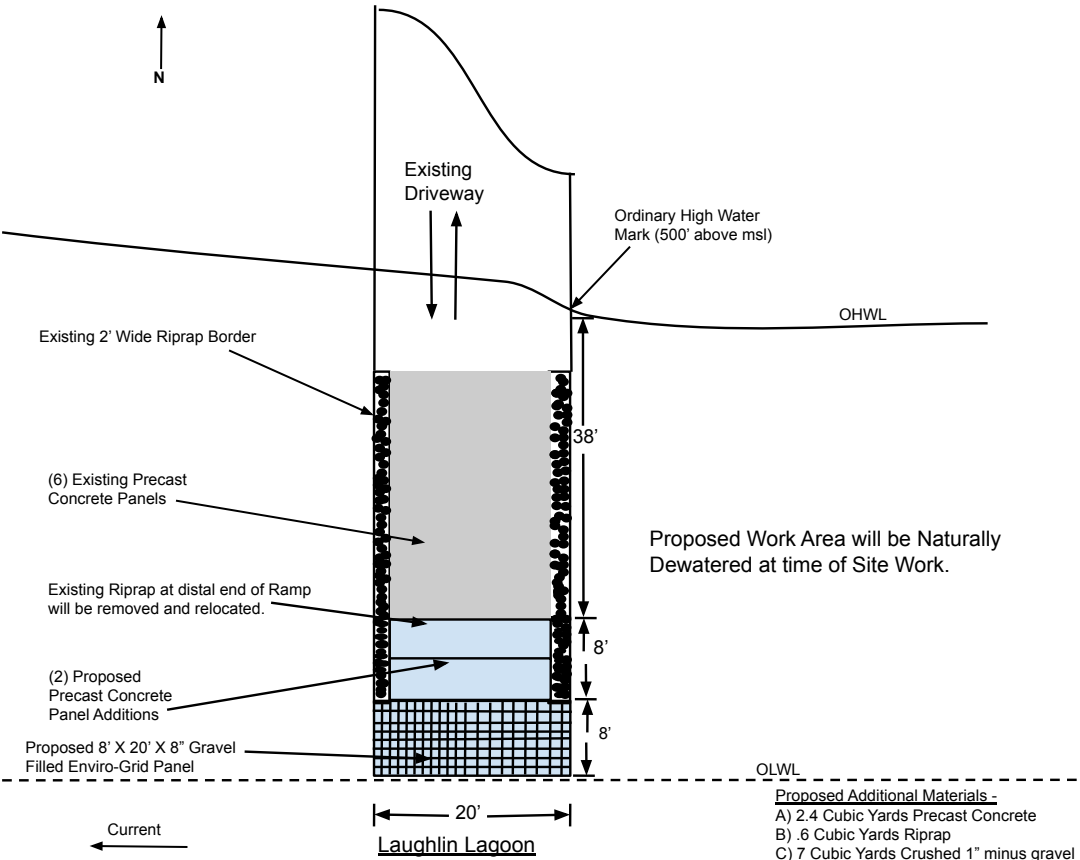 N
Existing
Driveway
Ordinary High Water
Mark (500' above msl)
OHWL
Existing 2' Wide Riprap Border
38'
(6) Existing Precast
Concrete Panels
Proposed Work Area will be Naturally
Dewatered at time of Site Work.
Existing Riprap at distal end of Ramp
will be removed and relocated.
8'
(2) Proposed
Precast Concrete
Panel Additions
8'
Proposed 8' X 20' X 8" Gravel
Filled Enviro-Grid Panel
OLWL
20'
Current
Laughlin Lagoon
Proposed Additional Materials -
A) 2.4 Cubic Yards Precast Concrete
B) .6 Cubic Yards Riprap
C) 7 Cubic Yards Crushed 1" minus gravel